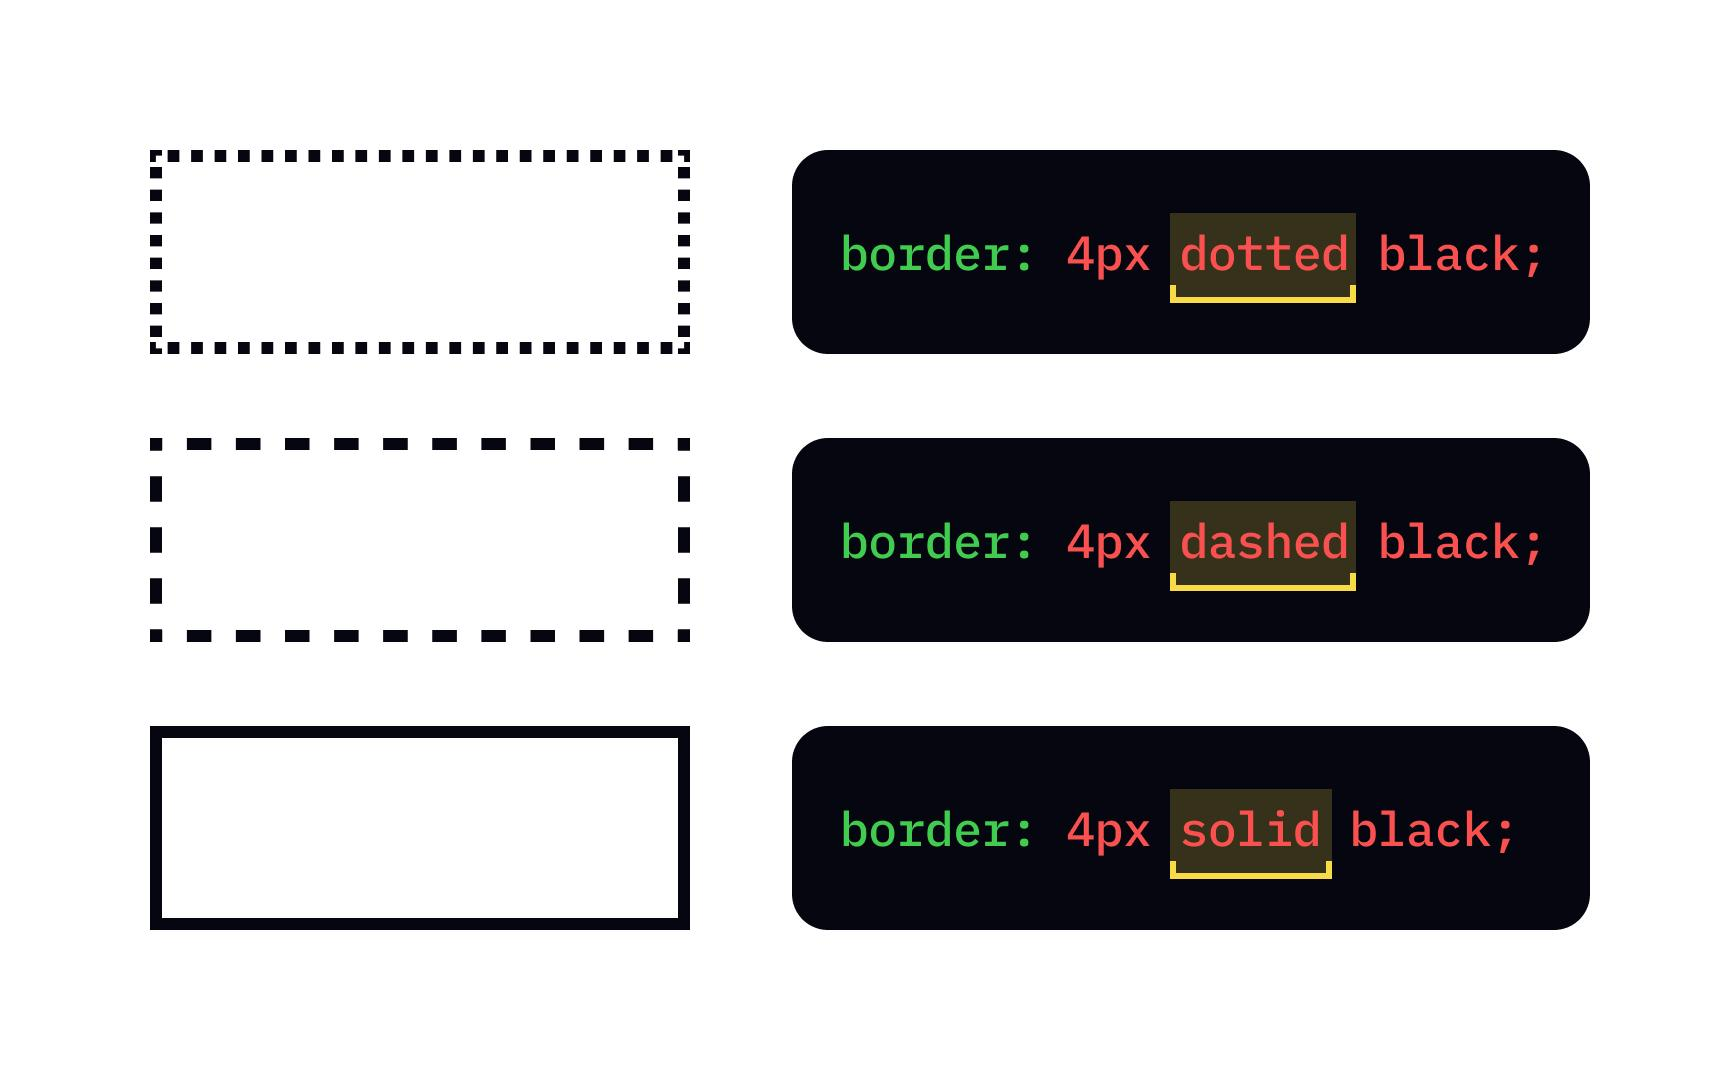 border: 4px dotted black;
border: 4px dashed black;
border: 4px solid black;